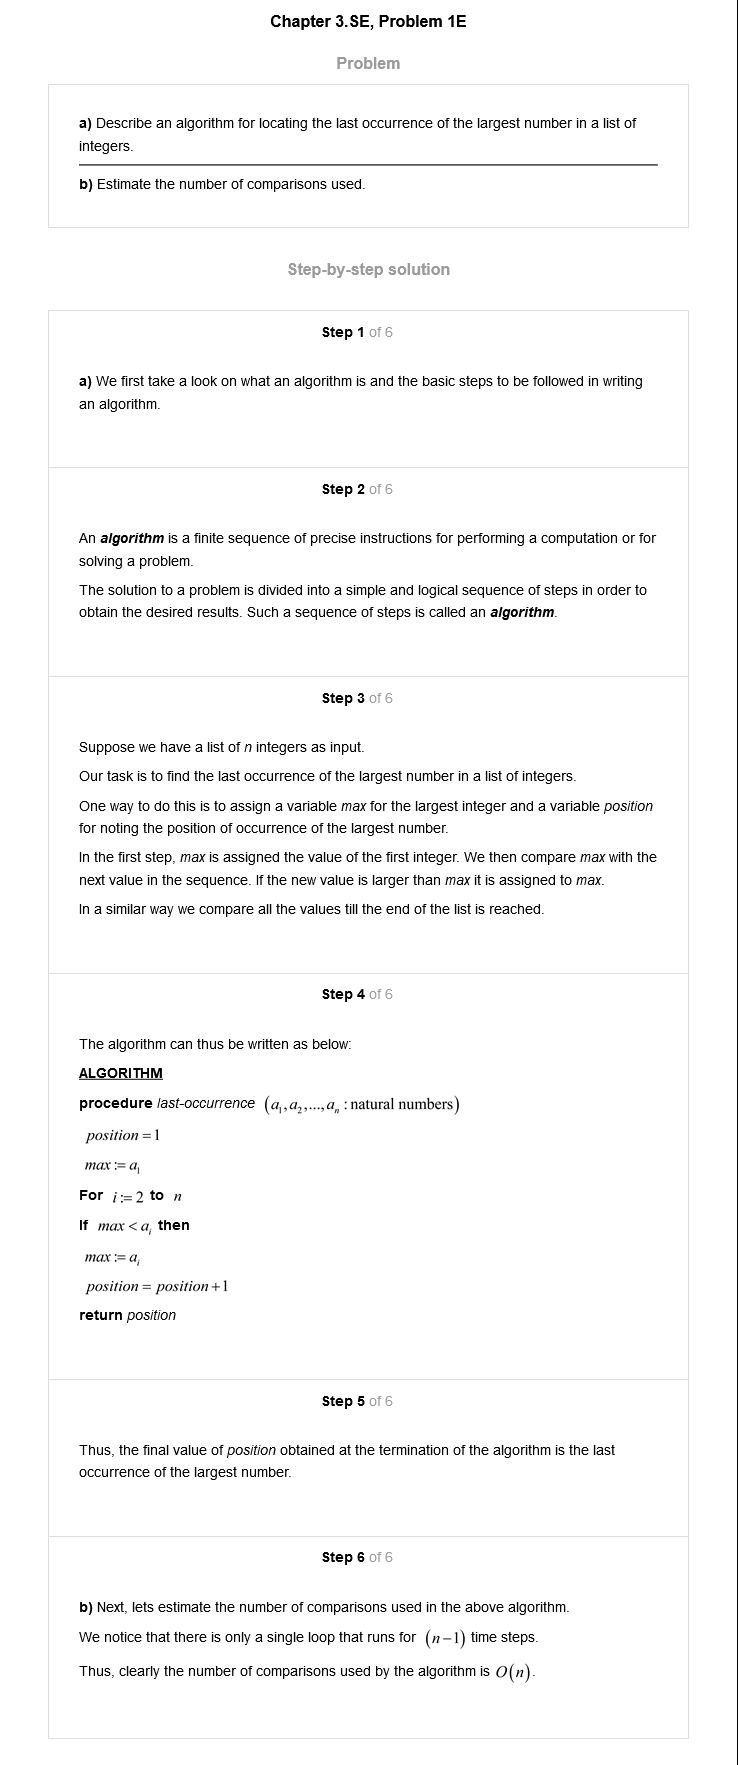 Chapter 3.SE, Problem 1E
Problem
a) Describe an algorithm for locating the last occurrence of the largest number in a list of
integers.
b) Estimate the number of comparisons used.
Step-by-step solution
Step 1 of 6
a) We first take a look on what an algorithm is and the basic steps to be followed in writing
an algorithm.
Step 2 of 6
An algorithm is a finite sequence of precise instructions for performing a computation or for
solving a problem.
The solution to a problem is divided into a simple and logical sequence of steps in order to
obtain the desired results. Such a sequence of steps is called an algorithm.
Step 3 of 6
Suppose we have a list of n integers as input.
Our task is to find the last occurrence of the largest number in a list of integers.
One way to do this is to assign a variable max for the largest integer and a variable position
for noting the position of occurrence of the largest number.
In the first step, max is assigned the value of the first integer. We then compare max with the
next value in the sequence. If the new value is larger than max it is assigned to max.
In a similar way we compare all the values till the end of the list is reached.
Step 4 of 6
The algorithm can thus be written as below:
ALGORITHM
procedure last-occurrence (a₁, a₂, ..., aₙ : natural numbers)
position = 1
max := a₁
For i := 2 to n
If max < aᵢ then
max := aᵢ
position = position + 1
return position
Step 5 of 6
Thus, the final value of position obtained at the termination of the algorithm is the last
occurrence of the largest number.
Step 6 of 6
b) Next, lets estimate the number of comparisons used in the above algorithm.
We notice that there is only a single loop that runs for (n−1) time steps.
Thus, clearly the number of comparisons used by the algorithm is O(n).